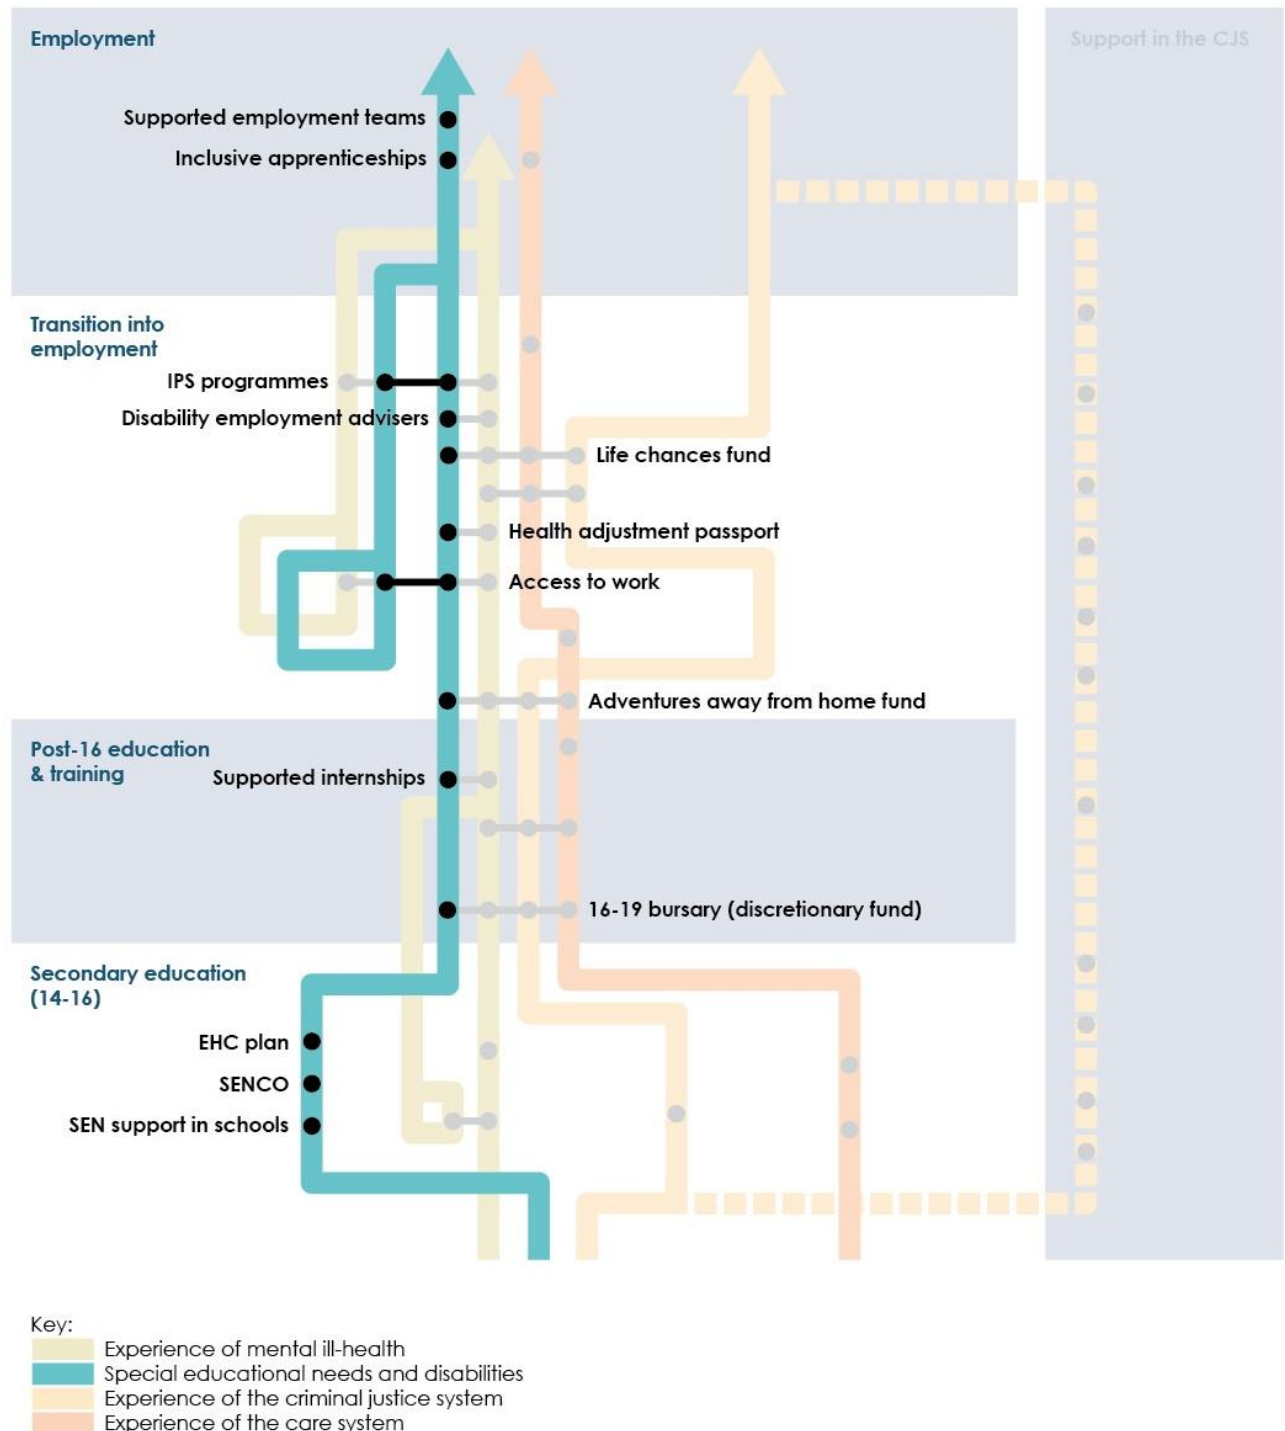 Employment
Support in the CJS
Supported employment teams
Inclusive apprenticeships
Transition into
employment
IPS programmes
Disability employment advisers
Life chances fund
Health adjustment passport
Access to work
Adventures away from home fund
Post-16 education
& training
Supported internships
16-19 bursary (discretionary fund)
Secondary education
(14-16)
EHC plan
SENCO
SEN support in schools
Key:
Experience of mental ill-health
Special educational needs and disabilities
Experience of the criminal justice system
Experience of the care system